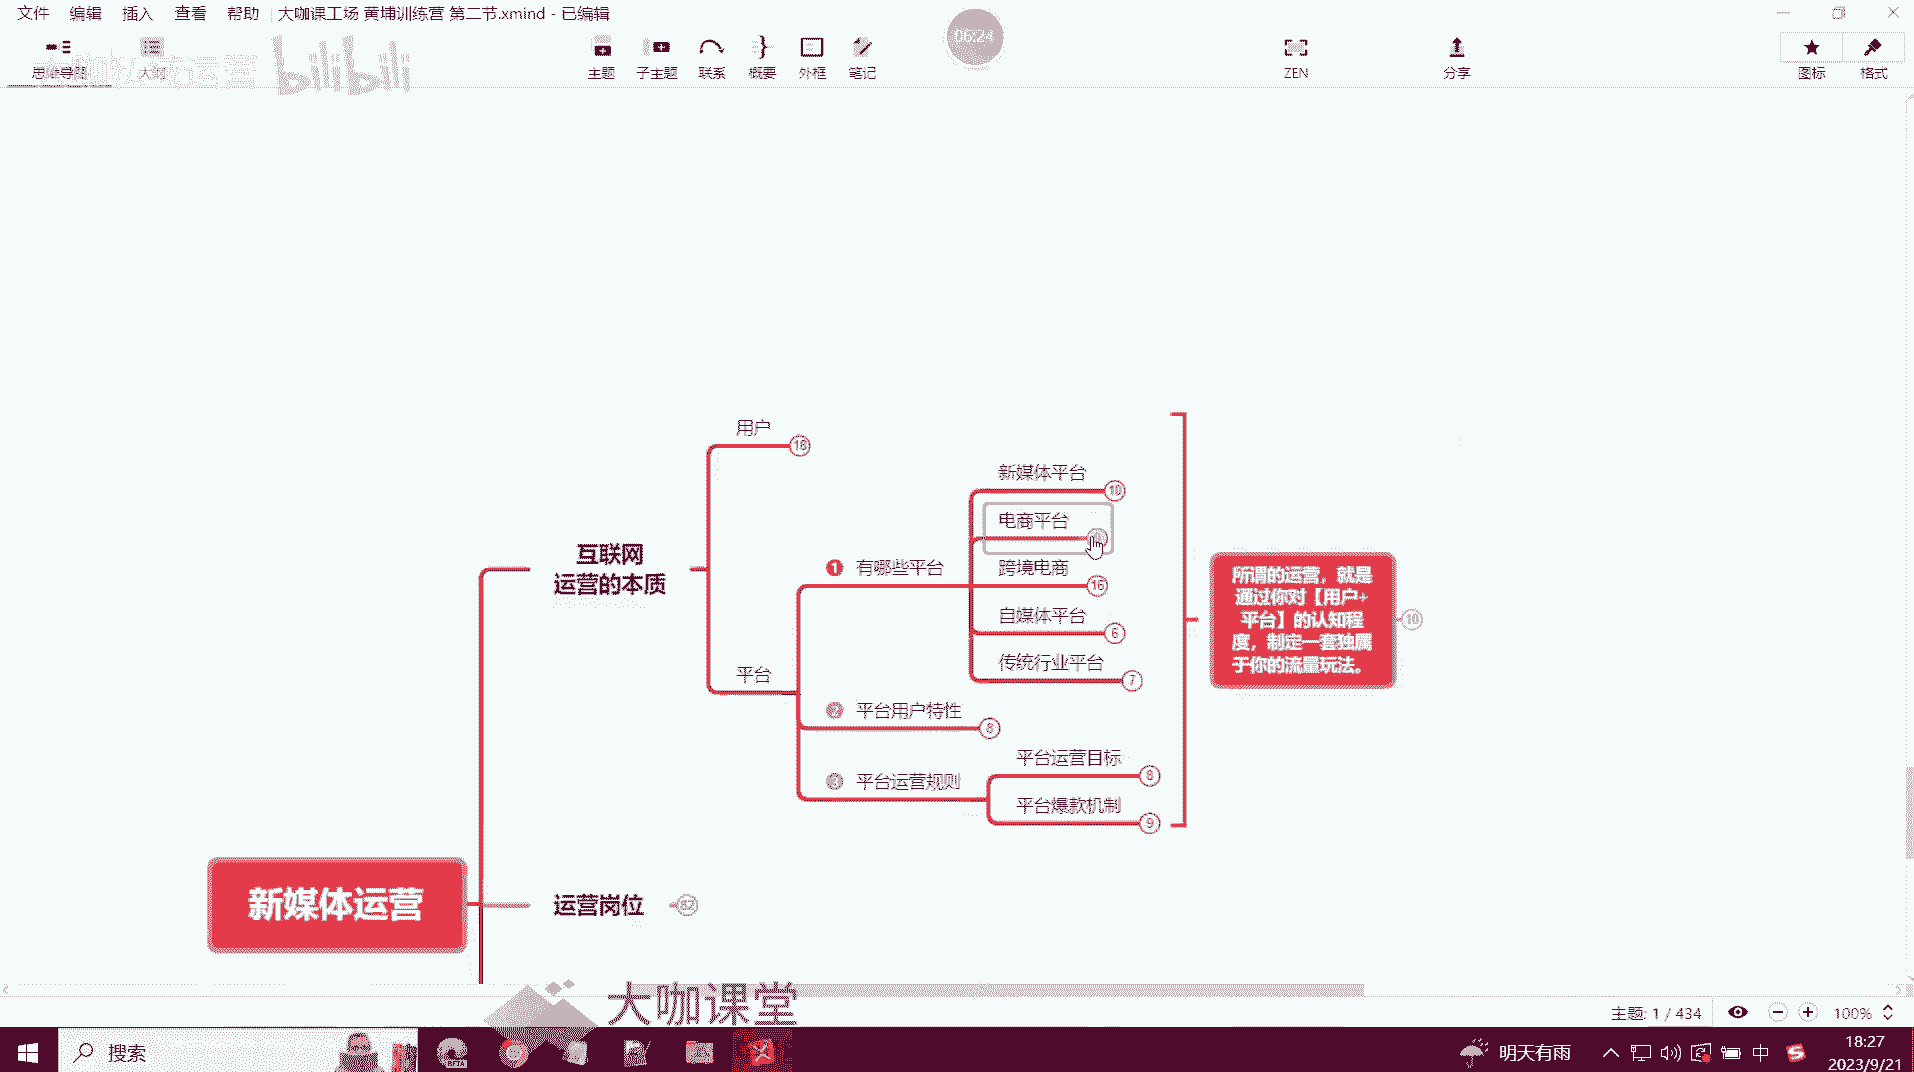 文件 编辑 插入 查看 帮助 大咖课工场 黄埔训练营 第二节.xmind - 已编辑
06:24
思维导图 大纲 主题 子主题 联系 概要 外框 笔记 ZEN 分享 图标 格式
bilibili
用户 18
新媒体平台 10
电商平台
互联网
运营的本质
1 有哪些平台
跨境电商 16
自媒体平台 6
传统行业平台 7
所谓的运营，就是
通过你对【用户+
平台】的认知程
度，制定一套独属
于你的流量玩法。
10
平台
2 平台用户特性 8
平台运营目标 8
3 平台运营规则
平台爆款机制 9
新媒体运营
运营岗位 62
大咖课堂
主题: 1 / 434 100%
搜索 BETA 明天有雨 中 18:27
2023/9/21